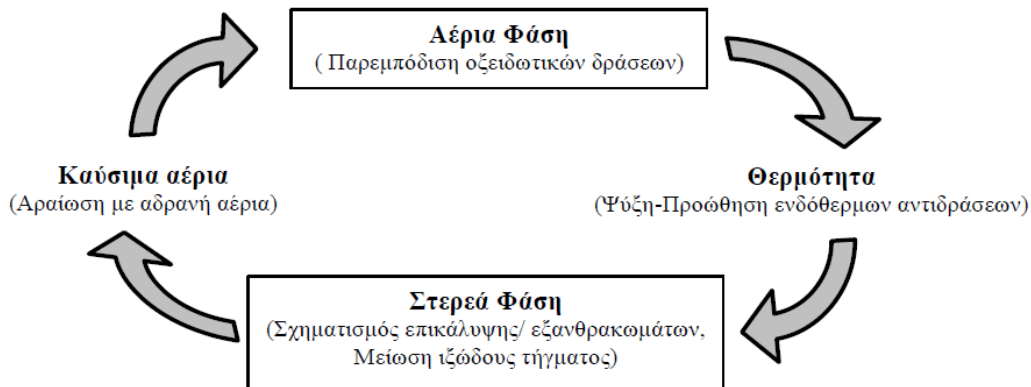 Αέρια Φάση
( Παρεμπόδιση οξειδωτικών δράσεων)
Καύσιμα αέρια
(Αραίωση με αδρανή αέρια)
Θερμότητα
(Ψύξη-Προώθηση ενδόθερμων αντιδράσεων)
Στερεά Φάση
(Σχηματισμός επικάλυψης/ εξανθρακωμάτων,
Μείωση ιξώδους τήγματος)